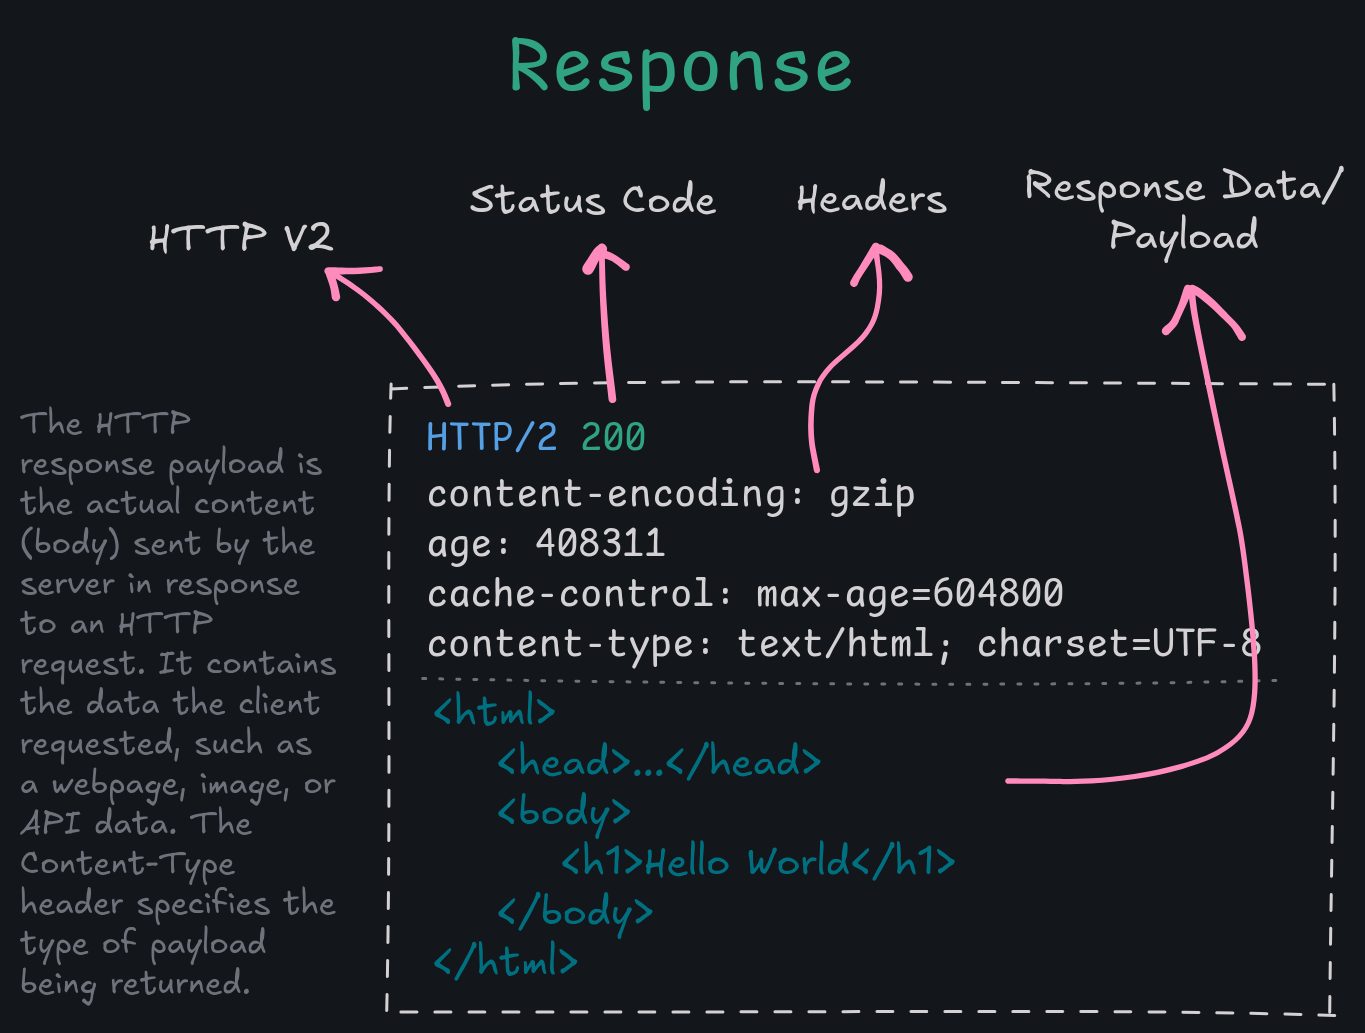 Response
HTTP V2
Status Code
Headers
Response Data/
Payload
The HTTP
response payload is
the actual content
(body) sent by the
server in response
to an HTTP
request. It contains
the data the client
requested, such as
a webpage, image, or
API data. The
Content-Type
header specifies the
type of payload
being returned.
HTTP/2 200
content-encoding: gzip
age: 408311
cache-control: max-age=604800
content-type: text/html; charset=UTF-8
<html>
<head>...</head>
<body>
<h1>Hello World</h1>
</body>
</html>